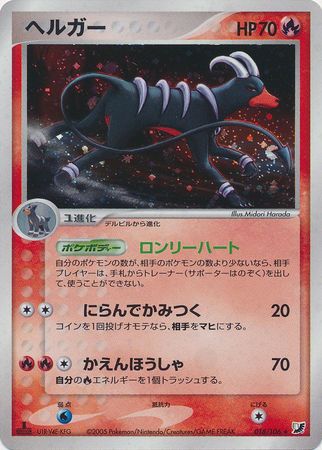 ヘルガー
HP70
1進化
デルビルから進化
Illus.Midori Harada
ポケボディー ロンリーハート
自分のポケモンの数が、相手のポケモンの数より少ないなら、相手
プレイヤーは、手札からトレーナー（サポーターはのぞく）を出し
て、使うことができない。
にらんでかみつく 20
コインを1回投げオモテなら、相手をマヒにする。
かえんほうしゃ 70
自分のエネルギーを1個トラッシュする。
弱点 抵抗力 にげる
©2005 Pokémon/Nintendo/Creatures/GAME FREAK
018/106